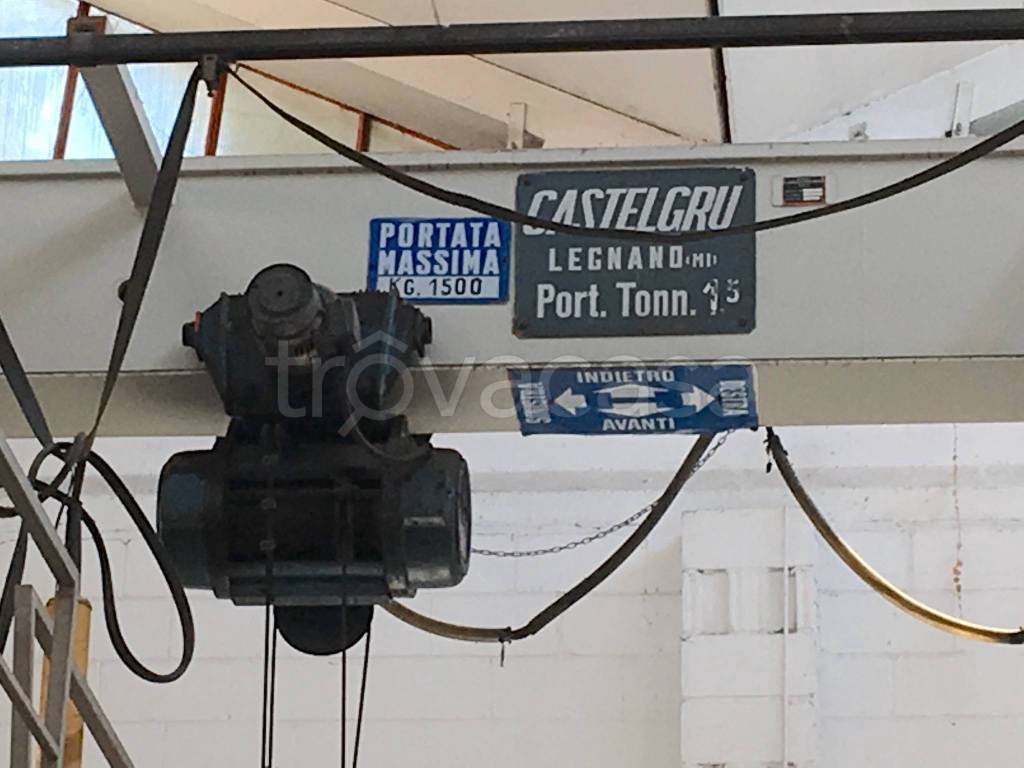 PORTATA
MASSIMA
KG. 1500
CASTELGRU
LEGNANO (MI)
Port. Tonn. 1,5
INDIETRO
SINISTRA
DESTRA
AVANTI
trovacasa